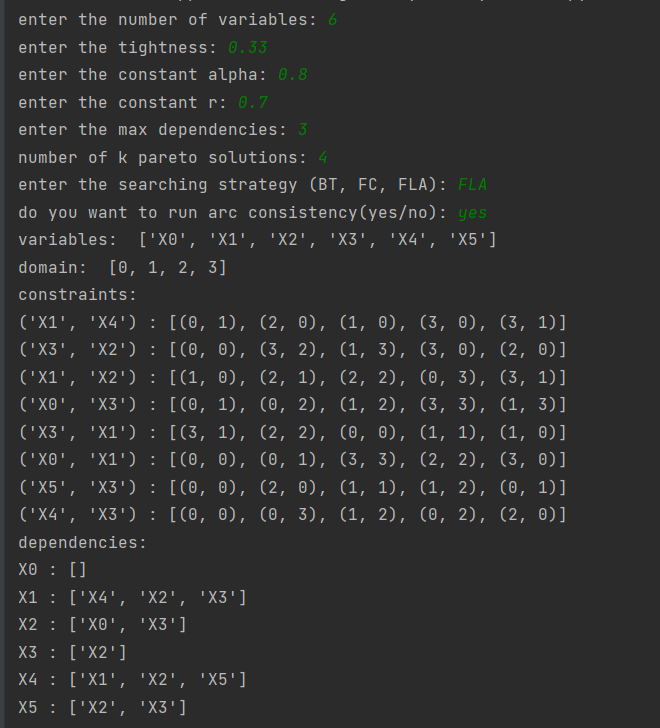 enter the number of variables: 6
enter the tightness: 0.33
enter the constant alpha: 0.8
enter the constant r: 0.7
enter the max dependencies: 3
number of k pareto solutions: 4
enter the searching strategy (BT, FC, FLA): FLA
do you want to run arc consistency(yes/no): yes
variables:  ['X0', 'X1', 'X2', 'X3', 'X4', 'X5']
domain:  [0, 1, 2, 3]
constraints:
('X1', 'X4') : [(0, 1), (2, 0), (1, 0), (3, 0), (3, 1)]
('X3', 'X2') : [(0, 0), (3, 2), (1, 3), (3, 0), (2, 0)]
('X1', 'X2') : [(1, 0), (2, 1), (2, 2), (0, 3), (3, 1)]
('X0', 'X3') : [(0, 1), (0, 2), (1, 2), (3, 3), (1, 3)]
('X3', 'X1') : [(3, 1), (2, 2), (0, 0), (1, 1), (1, 0)]
('X0', 'X1') : [(0, 0), (0, 1), (3, 3), (2, 2), (3, 0)]
('X5', 'X3') : [(0, 0), (2, 0), (1, 1), (1, 2), (0, 1)]
('X4', 'X3') : [(0, 0), (0, 3), (1, 2), (0, 2), (2, 0)]
dependencies:
X0 : []
X1 : ['X4', 'X2', 'X3']
X2 : ['X0', 'X3']
X3 : ['X2']
X4 : ['X1', 'X2', 'X5']
X5 : ['X2', 'X3']